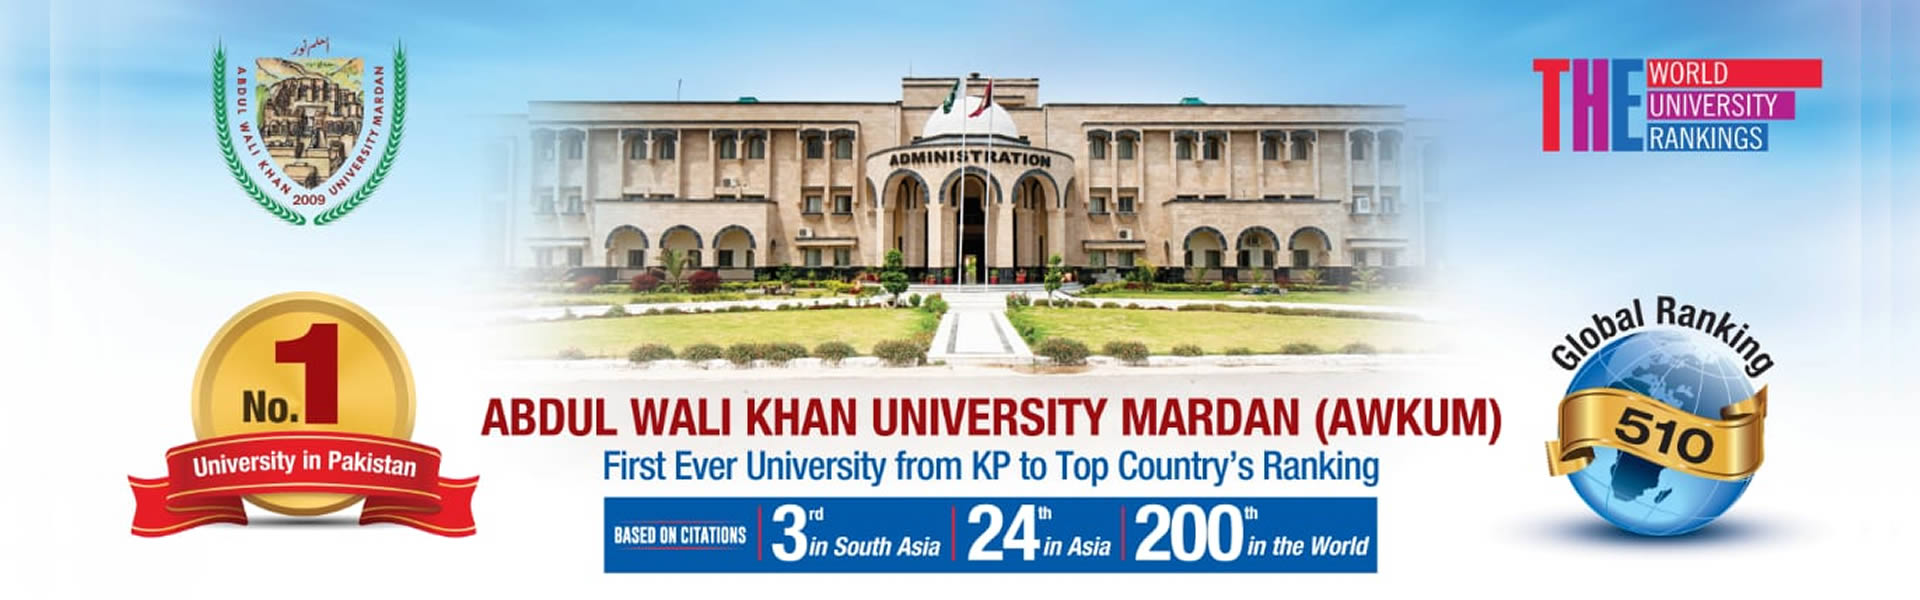 اُحلم نور
ABDUL WALI KHAN UNIVERSITY MARDAN
2009
ADMINISTRATION
THE WORLD
UNIVERSITY
RANKINGS
No.1
University in Pakistan
Global Ranking
510
ABDUL WALI KHAN UNIVERSITY MARDAN (AWKUM)
First Ever University from KP to Top Country's Ranking
BASED ON CITATIONS 3rd in South Asia 24th in Asia 200th in the World